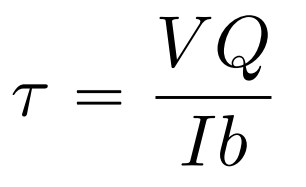 τ = VQ / Ib